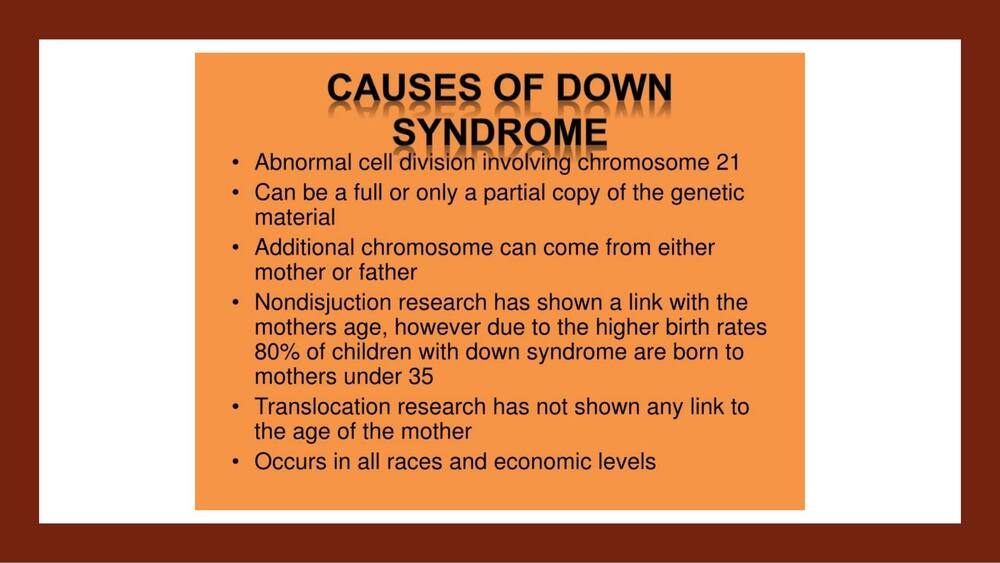 CAUSES OF DOWN
SYNDROME
• Abnormal cell division involving chromosome 21
• Can be a full or only a partial copy of the genetic
material
• Additional chromosome can come from either
mother or father
• Nondisjuction research has shown a link with the
mothers age, however due to the higher birth rates
80% of children with down syndrome are born to
mothers under 35
• Translocation research has not shown any link to
the age of the mother
• Occurs in all races and economic levels